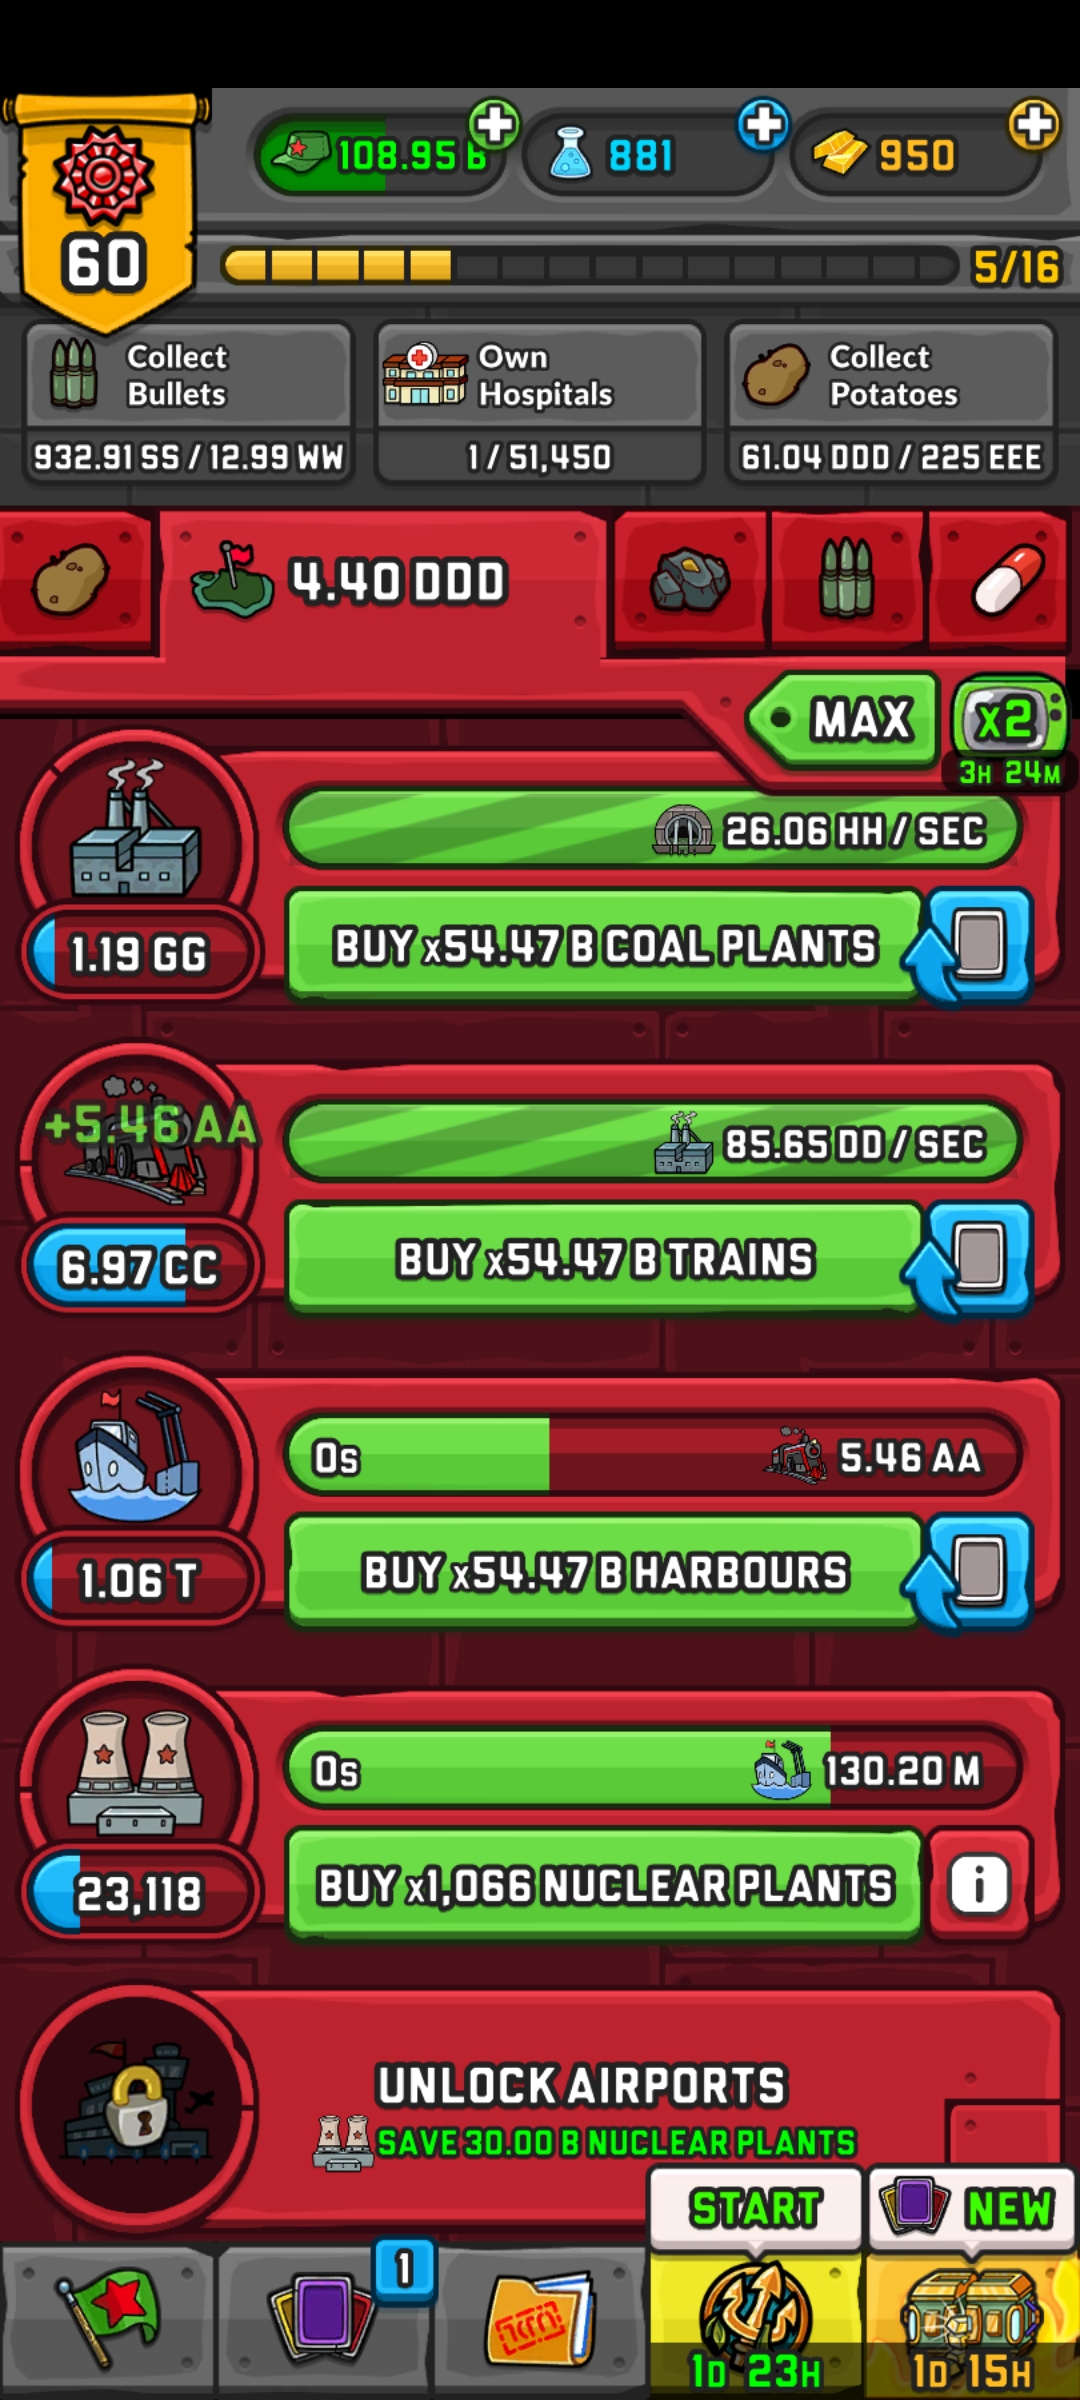 108.95 B
881
950
60
5/16
Collect
Bullets
Own
Hospitals
Collect
Potatoes
932.91 SS / 12.99 WW
1 / 51,450
61.04 DDD / 225 EEE
4.40 DDD
MAX
x2
3H 24M
26.06 HH / SEC
1.19 GG
BUY x54.47 B COAL PLANTS
+5.46 AA
85.65 DD / SEC
6.97 CC
BUY x54.47 B TRAINS
0s
5.46 AA
1.06 T
BUY x54.47 B HARBOURS
0s
130.20 M
23,118
BUY x1,066 NUCLEAR PLANTS
i
UNLOCK AIRPORTS
SAVE 30.00 B NUCLEAR PLANTS
START
NEW
1
1D 23H
1D 15H